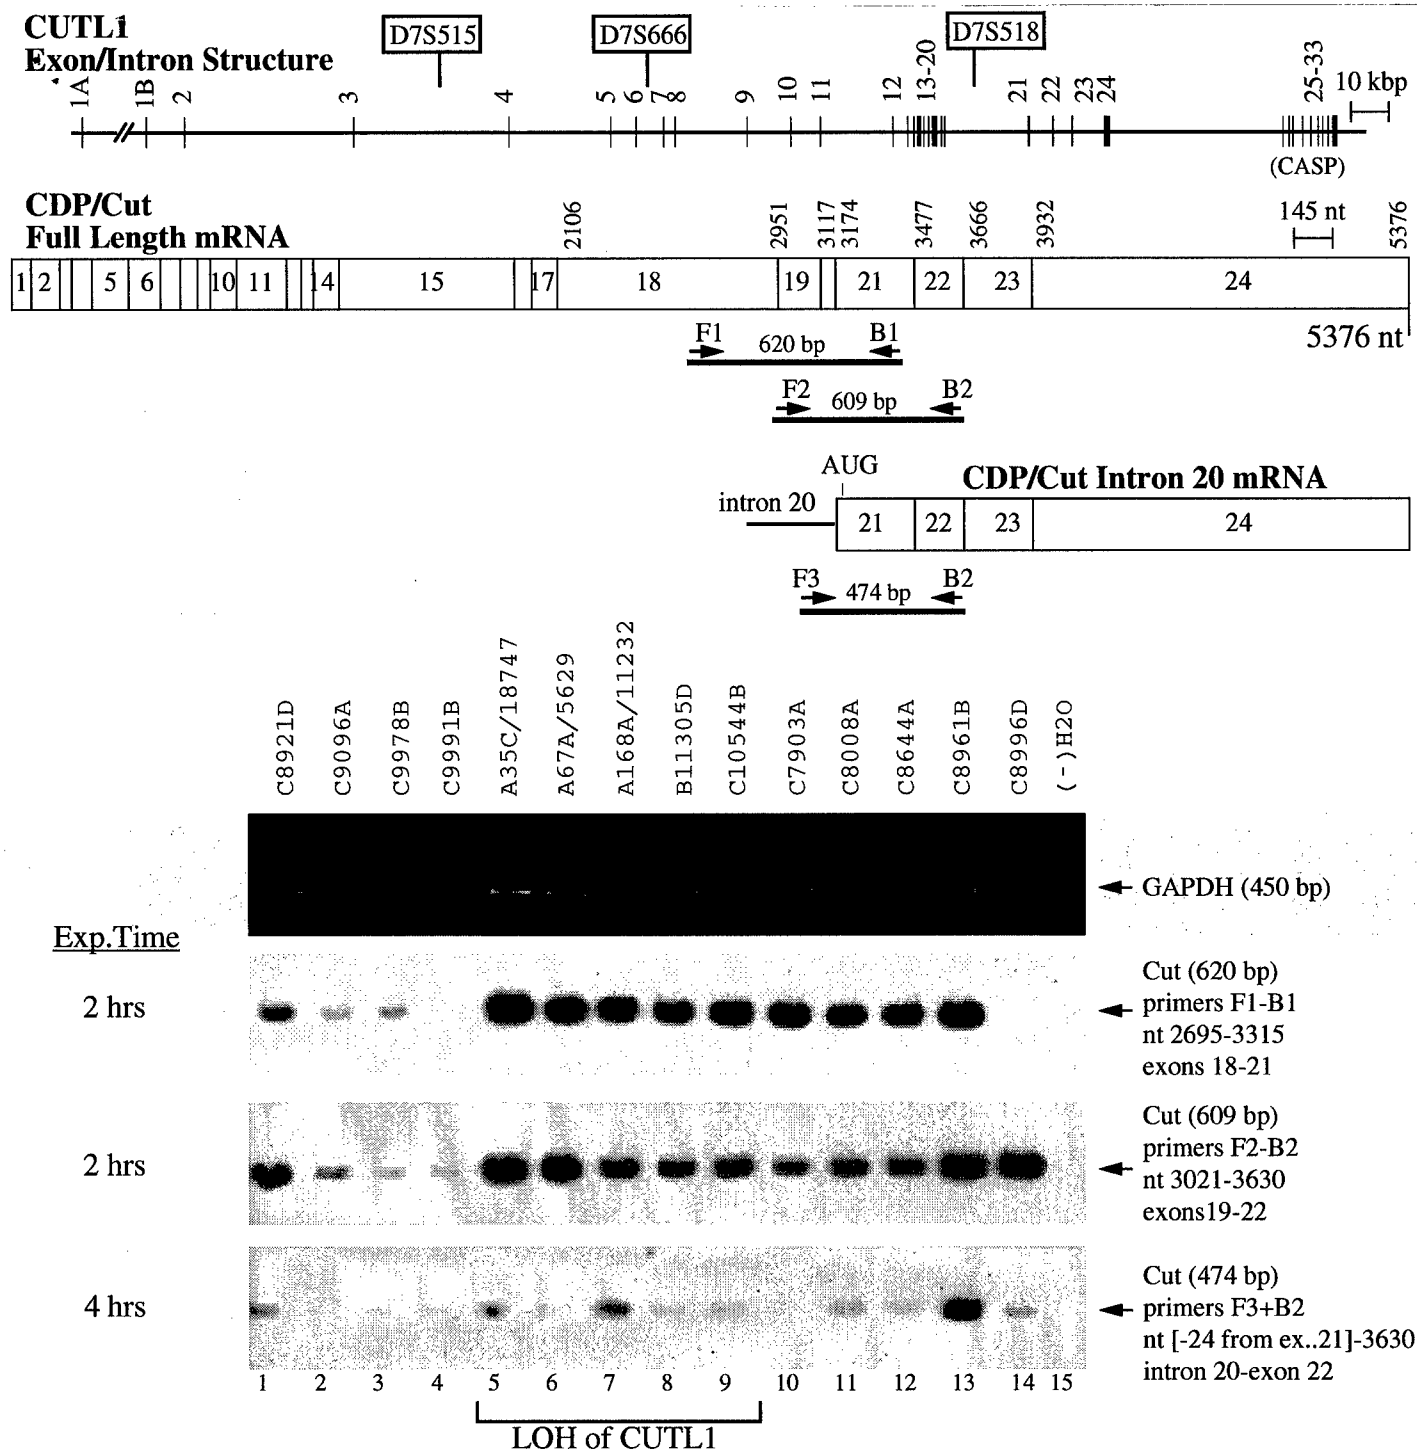 CUTL1
Exon/Intron Structure
D7S515
D7S666
D7S518
1A 1B 2 3 4 5 6 7 8 9 10 11 12 13-20 21 22 23 24 25-33
10 kbp
(CASP)
CDP/Cut
Full Length mRNA
2106 2951 3117 3174 3477 3666 3932 5376
145 nt
1 2 5 6 10 11 14 15 17 18 19 21 22 23 24
5376 nt
F1 620 bp B1
F2 609 bp B2
AUG
CDP/Cut Intron 20 mRNA
intron 20
21 22 23 24
F3 474 bp B2
C8921D
C9096A
C9978B
C9991B
A35C/18747
A67A/5629
A168A/11232
B11305D
C10544B
C7903A
C8008A
C8644A
C8961B
C8996D
(-)H2O
GAPDH (450 bp)
Exp.Time
2 hrs
Cut (620 bp)
primers F1-B1
nt 2695-3315
exons 18-21
2 hrs
Cut (609 bp)
primers F2-B2
nt 3021-3630
exons19-22
4 hrs
Cut (474 bp)
primers F3+B2
nt [-24 from ex..21]-3630
intron 20-exon 22
1 2 3 4 5 6 7 8 9 10 11 12 13 14 15
LOH of CUTL1